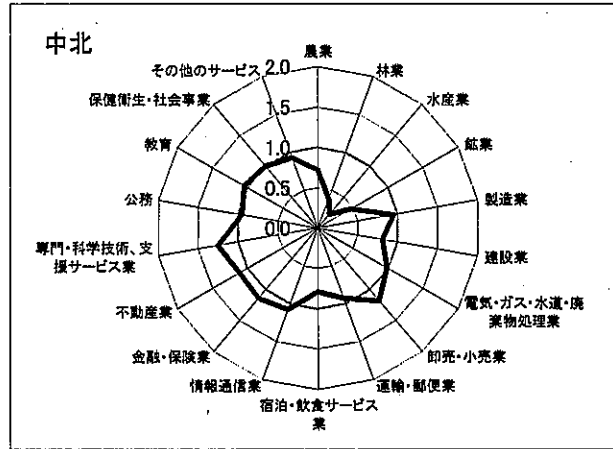 中北
農業
林業
水産業
鉱業
製造業
建設業
電気・ガス・水道・廃
棄物処理業
卸売・小売業
運輸・郵便業
宿泊・飲食サービス
業
情報通信業
金融・保険業
不動産業
専門・科学技術、支
援サービス業
公務
教育
保健衛生・社会事業
その他のサービス
2.0
1.5
1.0
0.5
0.0